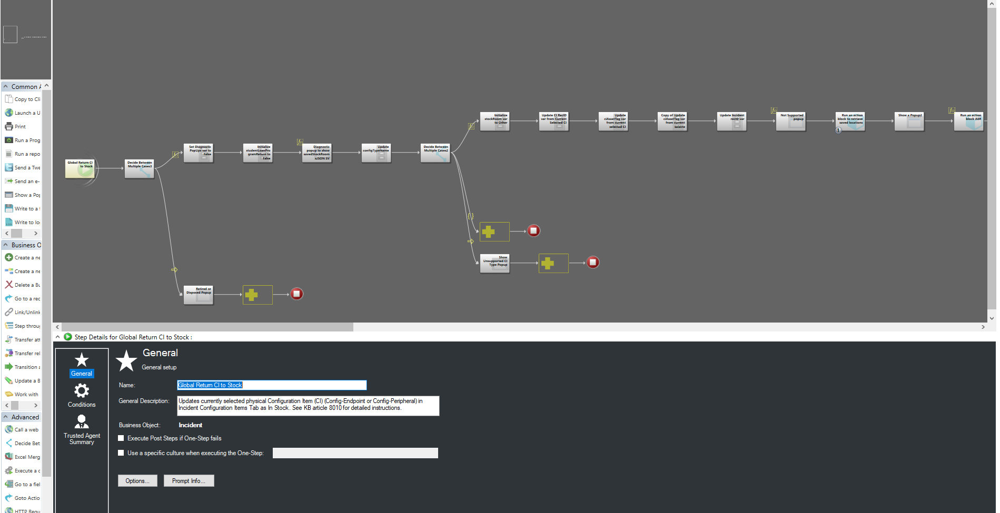 Common A
Copy to Cli
Launch a U
Print
Run a Prog
Run a repo
Send a Twe
Send an e-
Show a Pop
Write to a f
Write to lo
Business O
Create a ne
Create a ne
Delete a Bu
Go to a rec
Link/Unlink
Step throug
Transfer att
Transfer rel
Transition a
Update a B
Work with
Advanced
Call a web
Decide Bet
Excel Merg
Execute a c
Go to a fiel
Goto Actio
HTTP Requ
Global Return CI
to Stock
Decide Between
Multiple Cases3
Set Diagnostic
PopUps var to
False
Initialize
studentLoanPro
gramReturn to
False
Diagnostic
popup to show
savedStockRoom
sJSON SV
Update
configTypeName
Decide Between
Multiple Cases2
Initialize
stockRoom var
to Other
Update CI RecID
var from Current
Selected CI
Update
ciAssetTag var
from current
selected CI
Copy of Update
ciAssetTag var
from current
selecte
Update Incident
recID var
Not Supported
popup
Run an action
block to retrieve
saved locations
1
Show a Popup2
Run an action
block AER
Show
Unsupported CI
Type Popup
Retired or
Disposed Popup
Step Details for Global Return CI to Stock :
General
Conditions
Trusted Agent
Summary
General
General setup
Name:
Global Return CI to Stock
General Description:
Updates currently selected physical Configuration Item (CI) (Config-Endpoint or Config-Peripheral) in
Incident Configuration Items Tab as In Stock. See KB article 8010 for detailed instructions.
Business Object:
Incident
Execute Post Steps if One-Step fails
Use a specific culture when executing the One-Step:
Options...
Prompt Info...